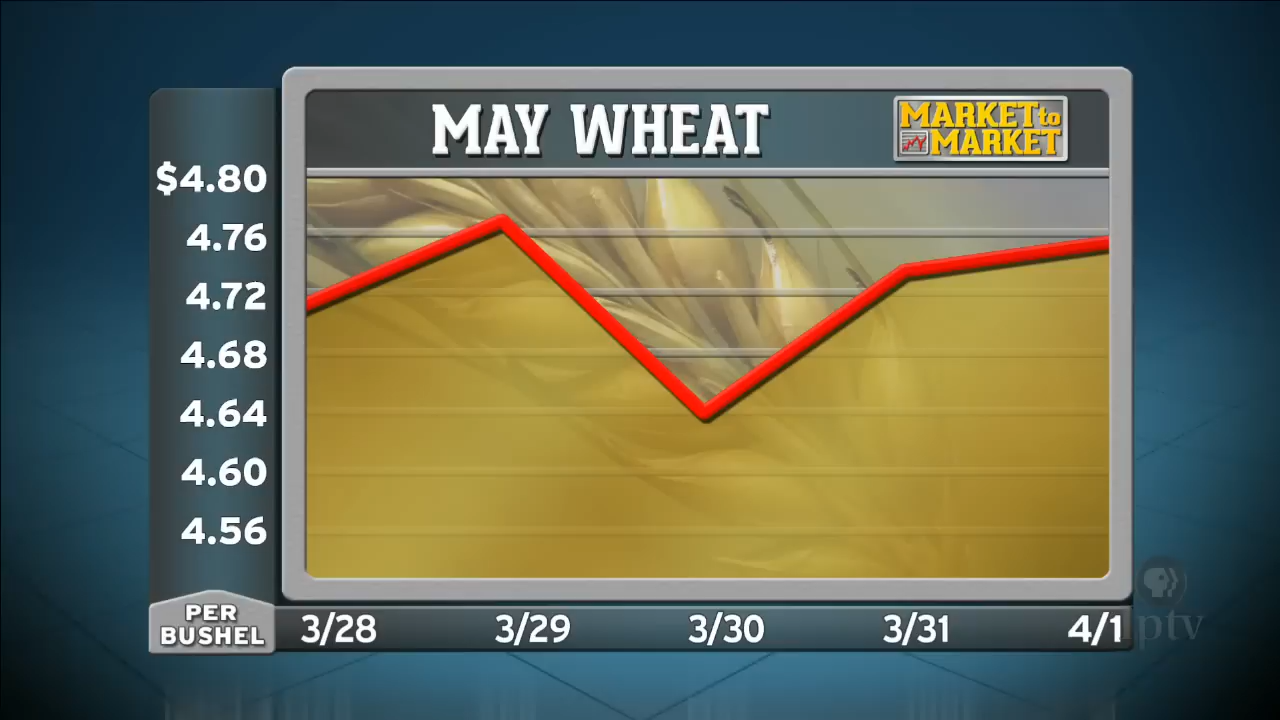 MAY WHEAT
MARKET to
MARKET
$4.80
4.76
4.72
4.68
4.64
4.60
4.56
PER
BUSHEL
3/28
3/29
3/30
3/31
4/1
iptv